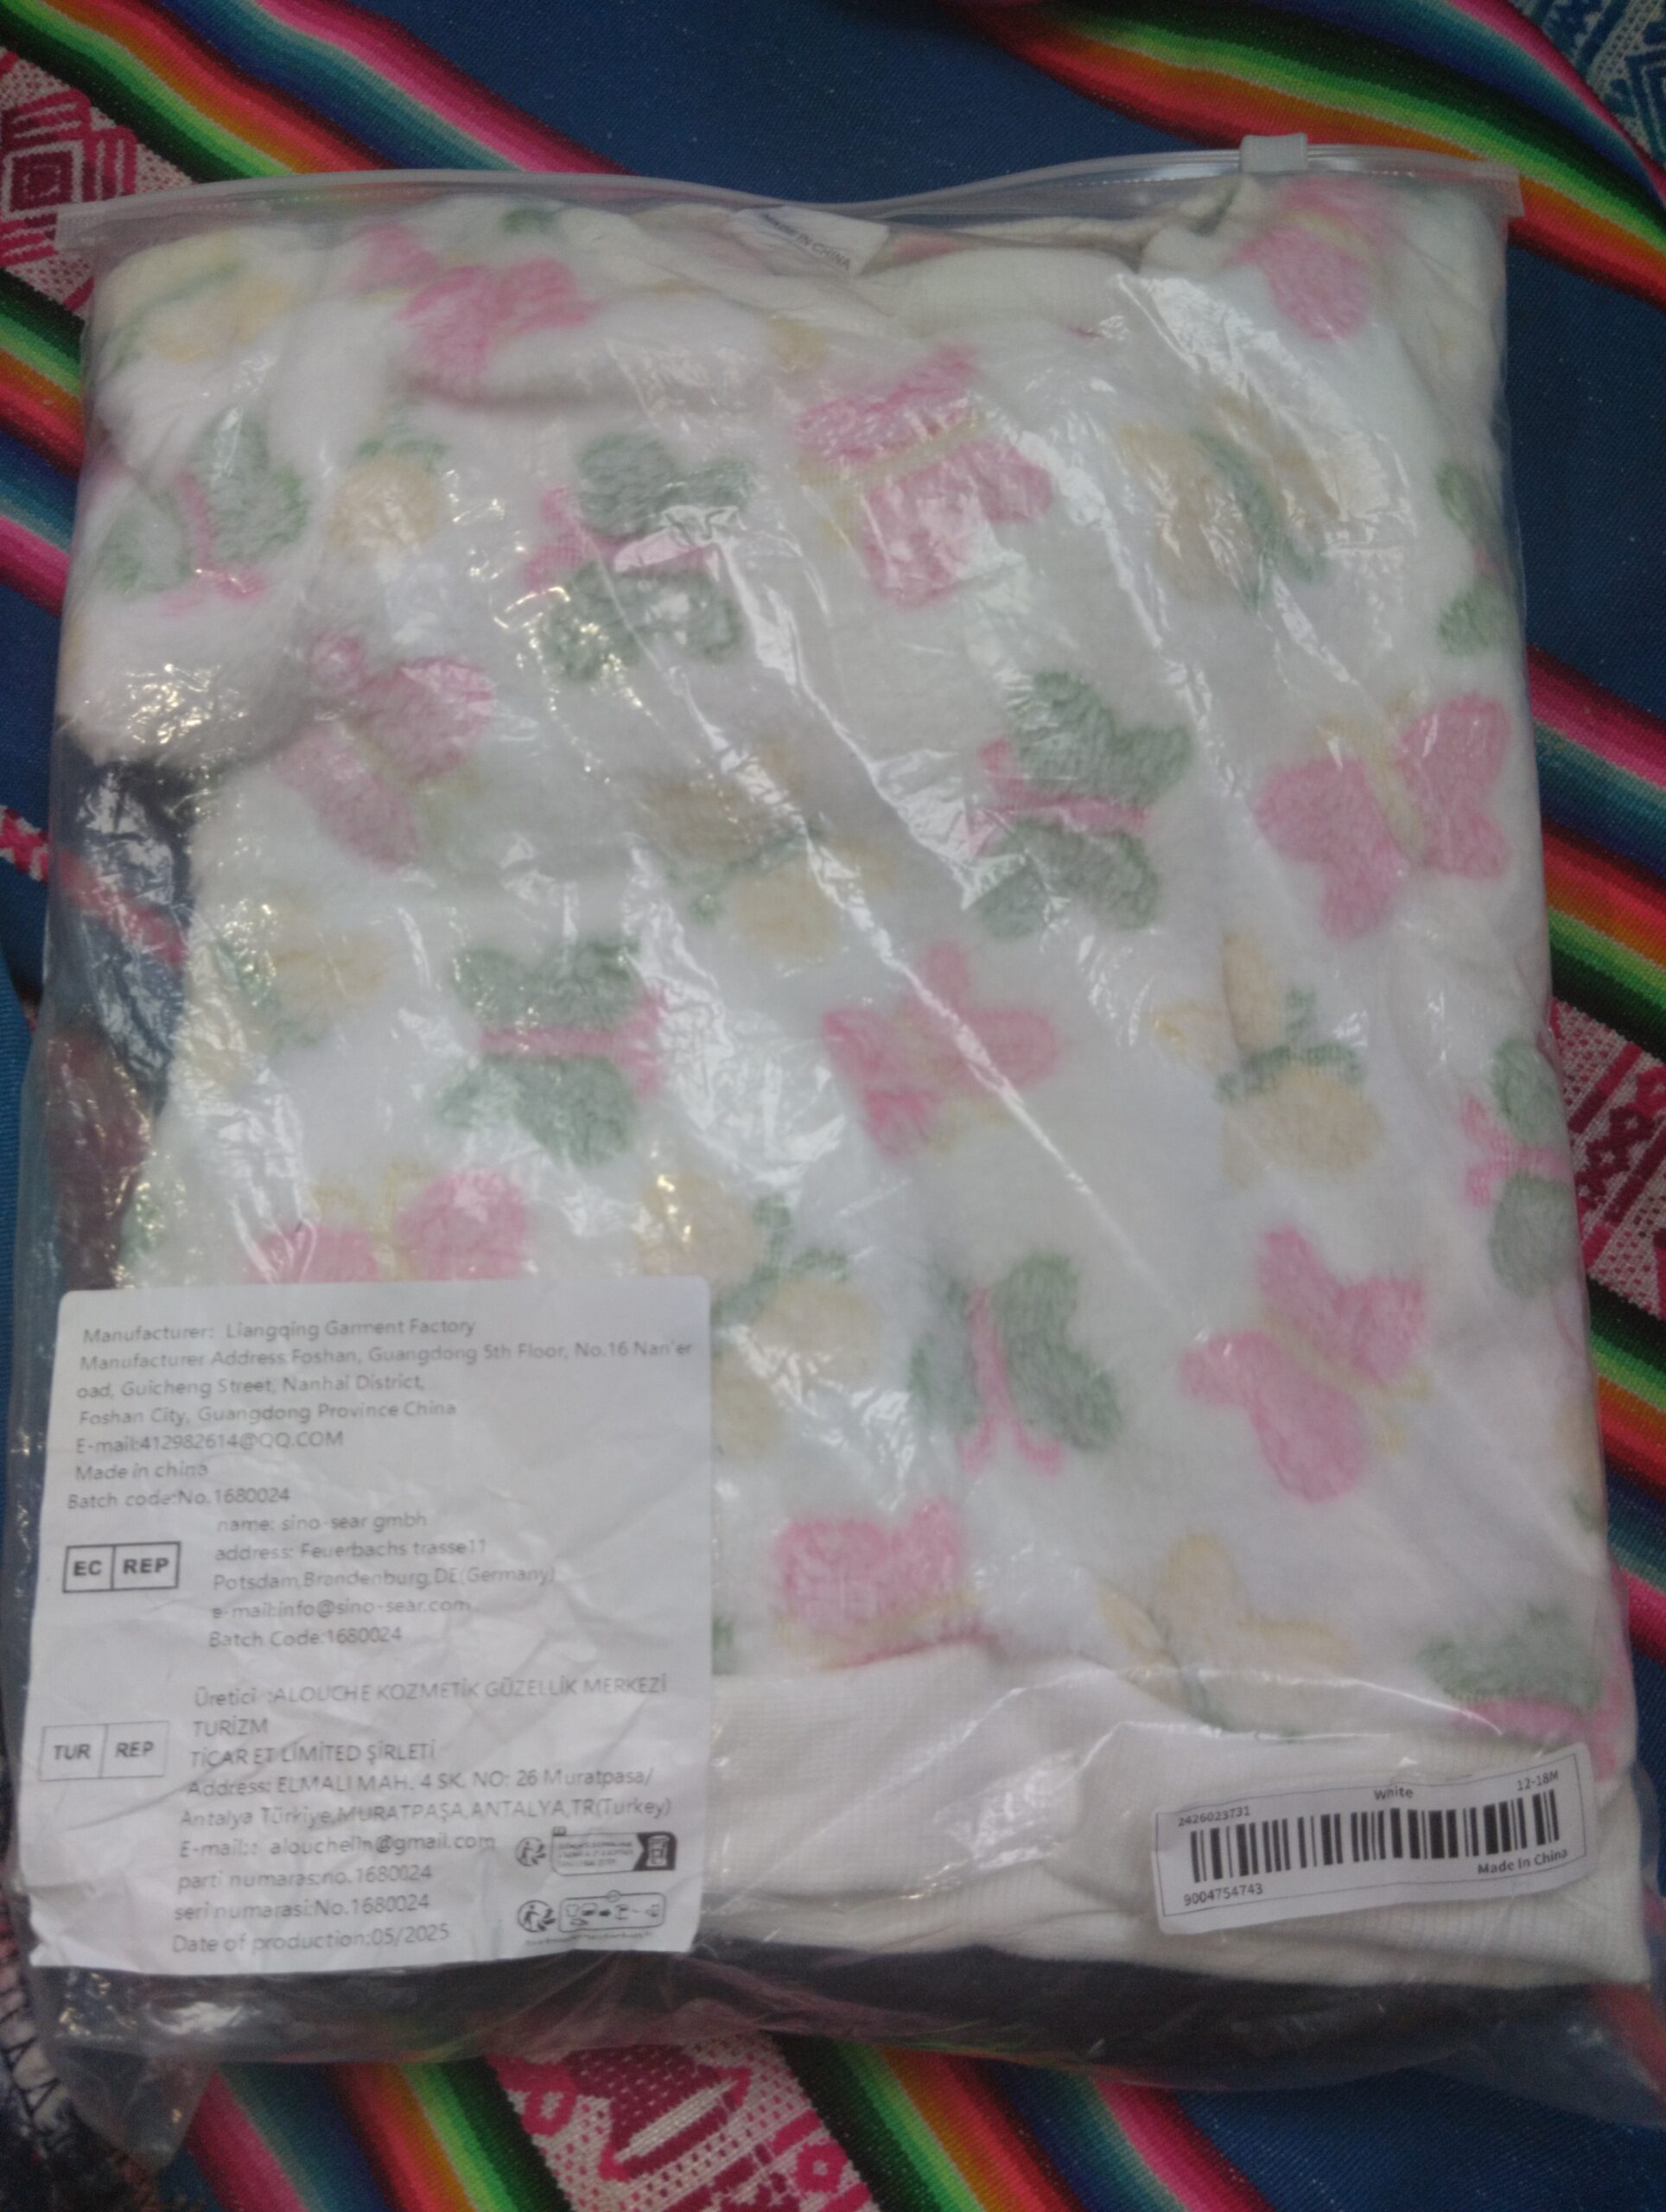 MADE IN CHINA
Manufacturer: Liangqing Garment Factory
Manufacturer Address:Foshan, Guangdong 5th Floor, No.16 Nan'er
oad, Guicheng Street, Nanhai District,
Foshan City, Guangdong Province China
E-mail:412982614@QQ.COM
Made in china
Batch code:No.1680024
EC REP
name: sino-sear gmbh
address: Feuerbachs trasse11
Potsdam,Brandenburg,DE(Germany)
e-mail:info@sino-sear.com
Batch Code:1680024
TUR REP
Üretici :ALOUCHE KOZMETİK GÜZELLİK MERKEZİ
TURİZM
TİCAR ET LİMİTED ŞİRLETİ
Address: ELMALI MAH. 4 SK. NO: 26 Muratpasa/
Antalya Türkiye,MURATPAŞA,ANTALYA,TR(Turkey)
E-mail:: alouchelin@gmail.com
parti numaras:no.1680024
seri numarasi:No.1680024
Date of production:05/2025
2426023731 White 12-18M
9004754743 Made In China